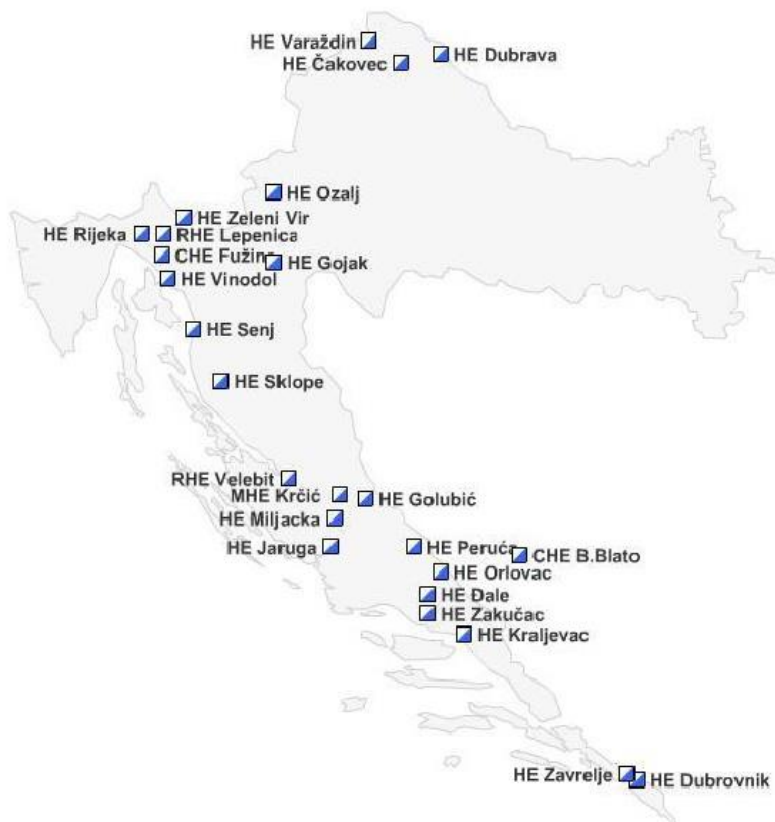 HE Varaždin
HE Dubrava
HE Čakovec
HE Ozalj
HE Zeleni Vir
HE Rijeka
RHE Lepenica
CHE Fužine
HE Gojak
HE Vinodol
HE Senj
HE Sklope
RHE Velebit
MHE Krčić
HE Golubić
HE Miljacka
HE Jaruga
HE Peruća
CHE B.Blato
HE Orlovac
HE Đale
HE Zakučac
HE Kraljevac
HE Zavrelje
HE Dubrovnik